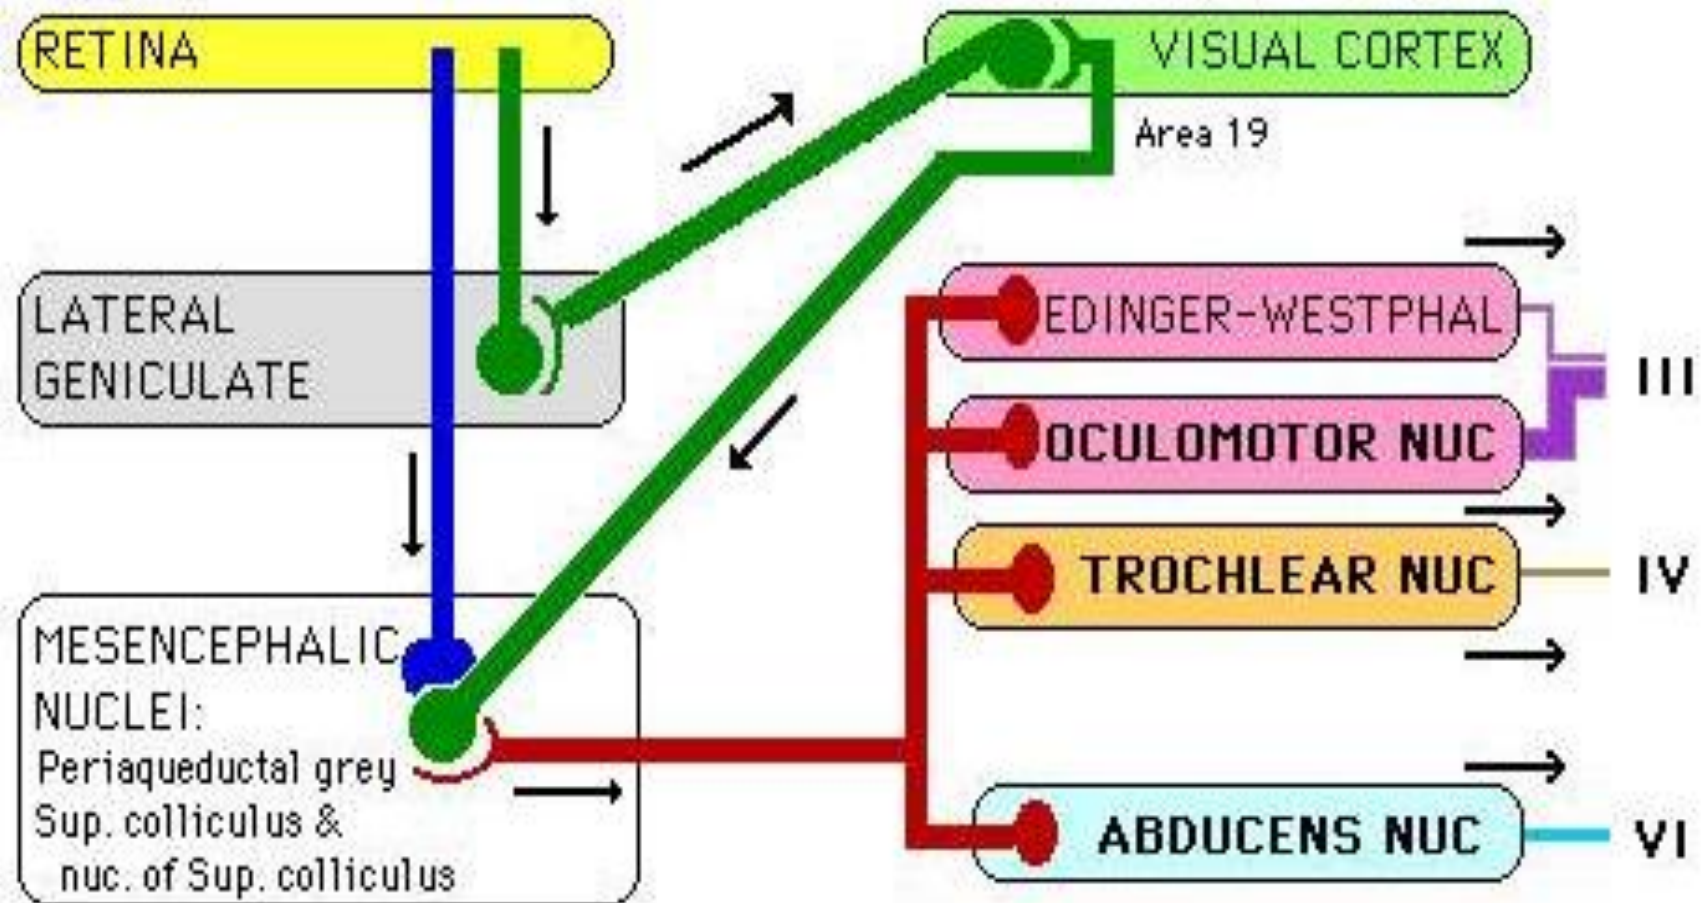 RETINA
VISUAL CORTEX
Area 19
LATERAL
GENICULATE
EDINGER-WESTPHAL
III
OCULOMOTOR NUC
TROCHLEAR NUC
IV
MESENCEPHALIC
NUCLEI:
Periaqueductal grey
Sup. colliculus &
nuc. of Sup. colliculus
ABDUCENS NUC
VI